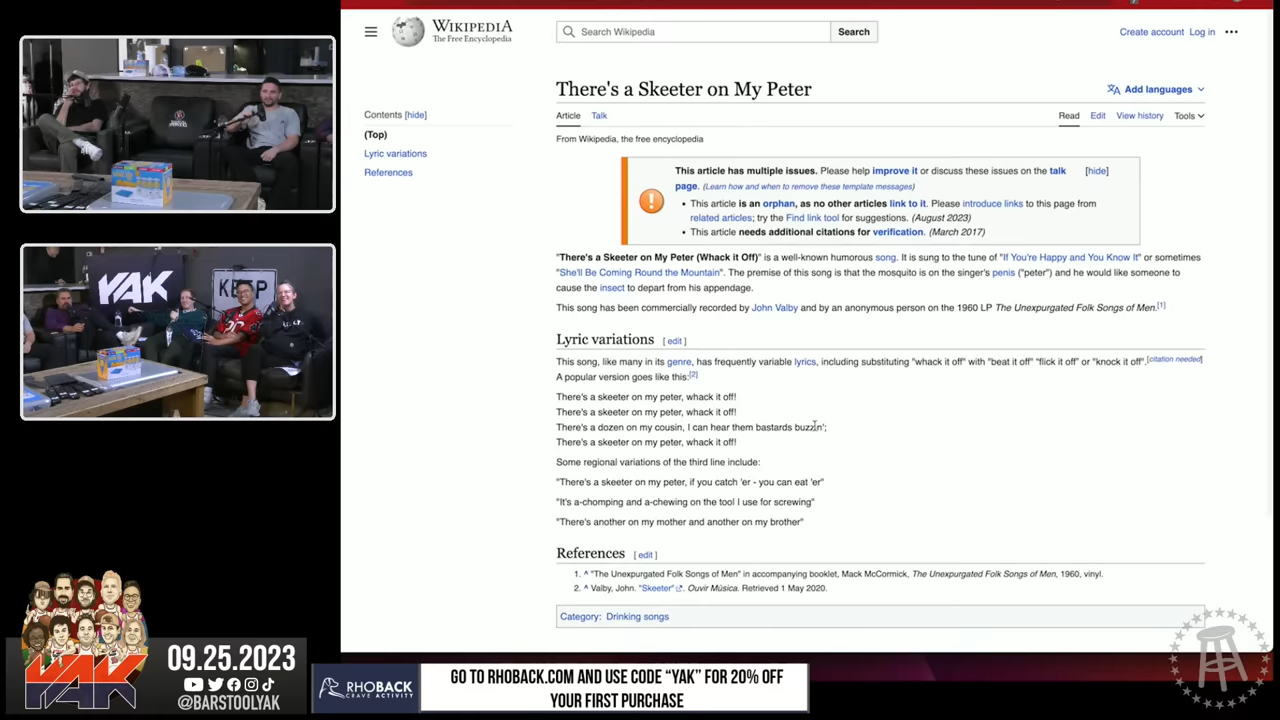 WIKIPEDIA
The Free Encyclopedia
Search Wikipedia
Search
Create account Log in
Contents [hide]
(Top)
Lyric variations
References
There's a Skeeter on My Peter
Add languages
Article Talk
Read Edit View history Tools
From Wikipedia, the free encyclopedia
This article has multiple issues. Please help improve it or discuss these issues on the talk
page. (Learn how and when to remove these template messages)
[hide]
• This article is an orphan, as no other articles link to it. Please introduce links to this page from
related articles; try the Find link tool for suggestions. (August 2023)
• This article needs additional citations for verification. (March 2017)
"There's a Skeeter on My Peter (Whack it Off)" is a well-known humorous song. It is sung to the tune of "If You're Happy and You Know It" or sometimes
"She'll Be Coming Round the Mountain". The premise of this song is that the mosquito is on the singer's penis ("peter") and he would like someone to
cause the insect to depart from his appendage.
This song has been commercially recorded by John Valby and by an anonymous person on the 1960 LP The Unexpurgated Folk Songs of Men.[1]
Lyric variations [ edit ]
This song, like many in its genre, has frequently variable lyrics, including substituting "whack it off" with "beat it off" "flick it off" or "knock it off".[citation needed]
A popular version goes like this:[2]
There's a skeeter on my peter, whack it off!
There's a skeeter on my peter, whack it off!
There's a dozen on my cousin, I can hear them bastards buzzin';
There's a skeeter on my peter, whack it off!
Some regional variations of the third line include:
"There's a skeeter on my peter, if you catch 'er - you can eat 'er"
"It's a-chomping and a-chewing on the tool I use for screwing"
"There's another on my mother and another on my brother"
References [ edit ]
1. ^ "The Unexpurgated Folk Songs of Men" in accompanying booklet, Mack McCormick, The Unexpurgated Folk Songs of Men, 1960, vinyl.
2. ^ Valby, John. "Skeeter". Ouvir Música. Retrieved 1 May 2020.
Category: Drinking songs
YAK
KEEP
YAK
09.25.2023
@BARSTOOLYAK
RHOBACK
CRAVE ACTIVITY
GO TO RHOBACK.COM AND USE CODE “YAK” FOR 20% OFF
YOUR FIRST PURCHASE